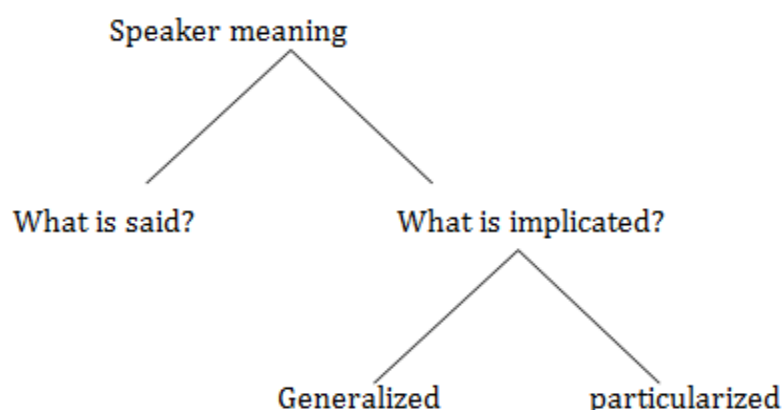 Speaker meaning
What is said? What is implicated?
Generalized particularized